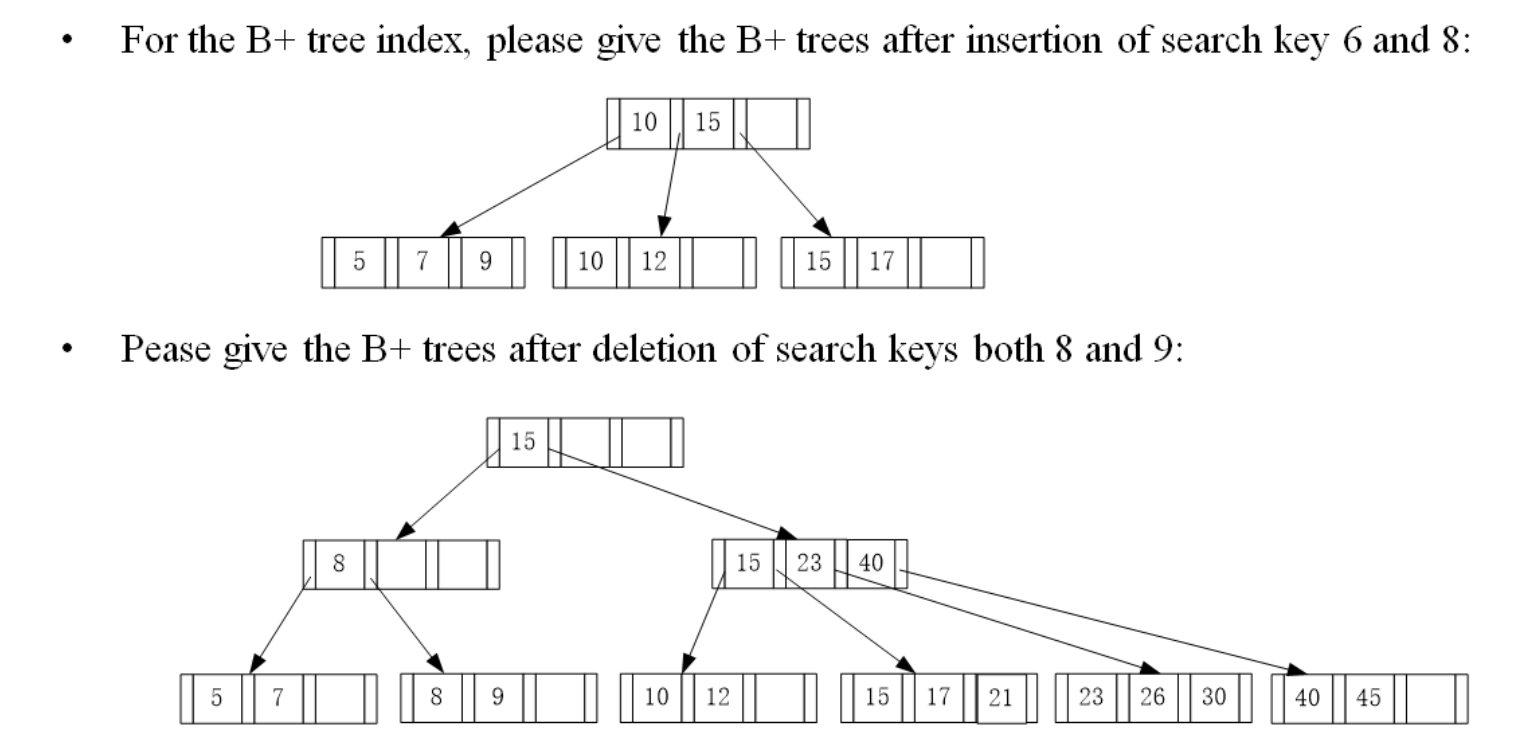 • For the B+ tree index, please give the B+ trees after insertion of search key 6 and 8:
10 15
5 7 9 10 12 15 17
• Pease give the B+ trees after deletion of search keys both 8 and 9:
15
8 15 23 40
5 7 8 9 10 12 15 17 21 23 26 30 40 45